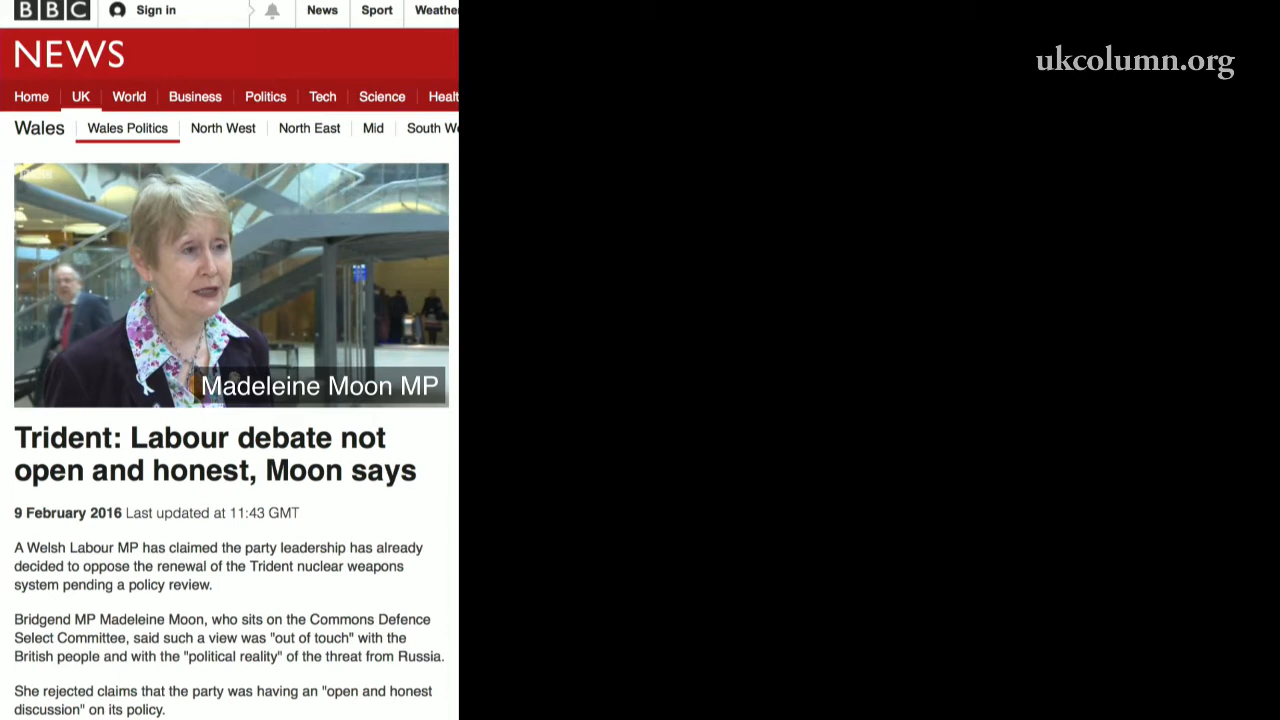 BBC Sign in News Sport Weather
ukcolumn.org
NEWS
Home UK World Business Politics Tech Science Healt
Wales Wales Politics North West North East Mid South We
Madeleine Moon MP
Trident: Labour debate not
open and honest, Moon says
9 February 2016 Last updated at 11:43 GMT
A Welsh Labour MP has claimed the party leadership has already
decided to oppose the renewal of the Trident nuclear weapons
system pending a policy review.
Bridgend MP Madeleine Moon, who sits on the Commons Defence
Select Committee, said such a view was "out of touch" with the
British people and with the "political reality" of the threat from Russia.
She rejected claims that the party was having an "open and honest
discussion" on its policy.